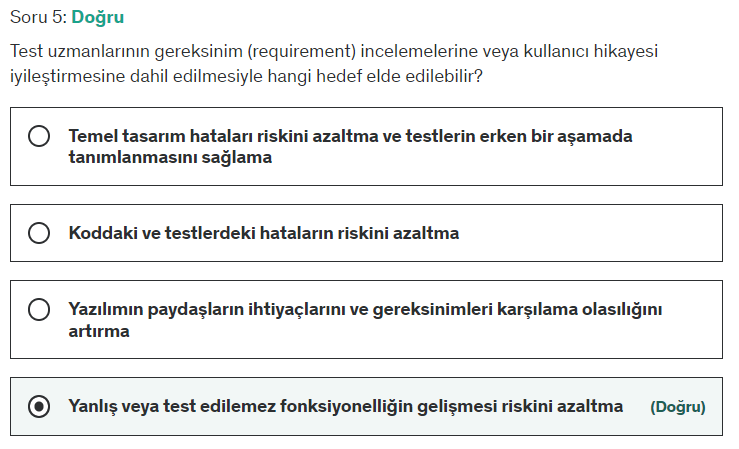 Soru 5: Doğru
Test uzmanlarının gereksinim (requirement) incelemelerine veya kullanıcı hikayesi
iyileştirmesine dahil edilmesiyle hangi hedef elde edilebilir?
Temel tasarım hataları riskini azaltma ve testlerin erken bir aşamada
tanımlanmasını sağlama
Koddaki ve testlerdeki hataların riskini azaltma
Yazılımın paydaşların ihtiyaçlarını ve gereksinimleri karşılama olasılığını
artırma
Yanlış veya test edilemez fonksiyonelliğin gelişmesi riskini azaltma (Doğru)